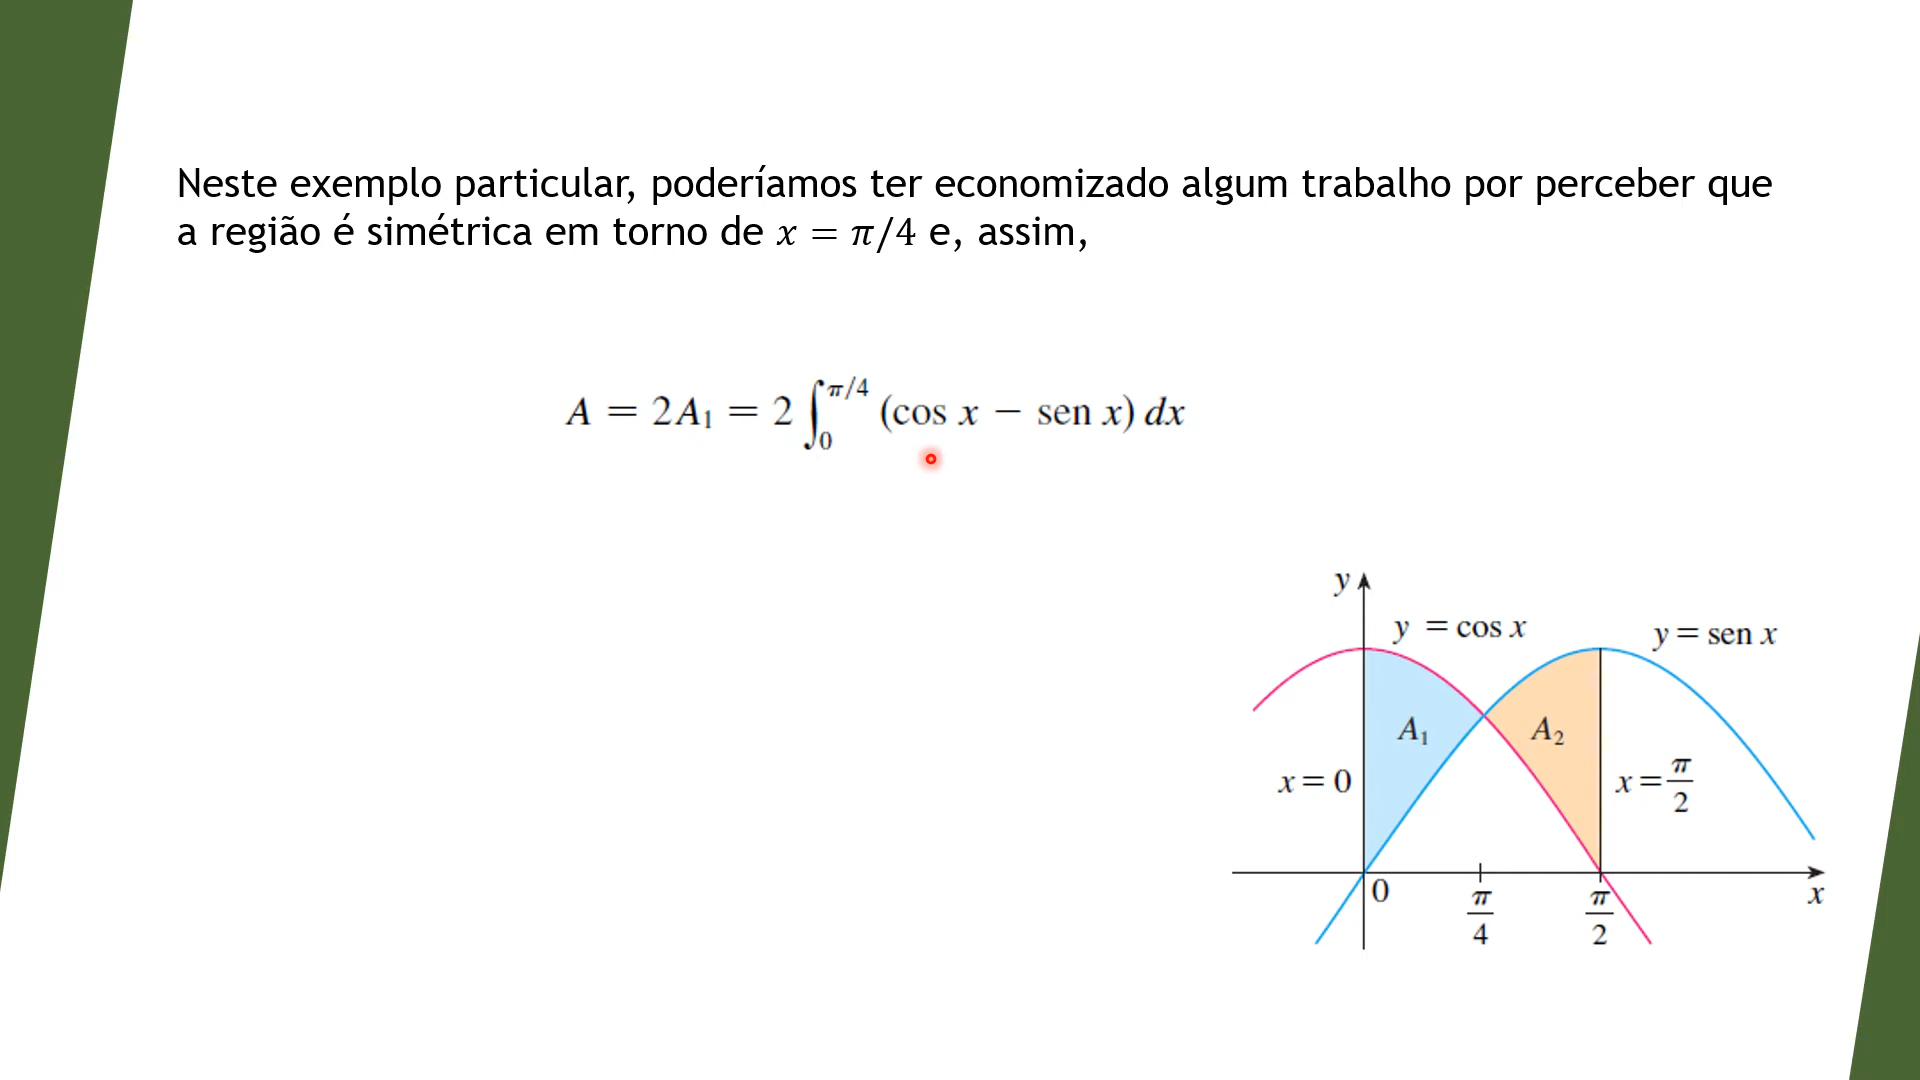 Neste exemplo particular, poderíamos ter economizado algum trabalho por perceber que
a região é simétrica em torno de x = π/4 e, assim,
A = 2A₁ = 2 ∫₀^{π/4} (cos x − sen x) dx
y
y = cos x
y = sen x
A₁
A₂
x = 0
x = π/2
0
π/4
π/2
x